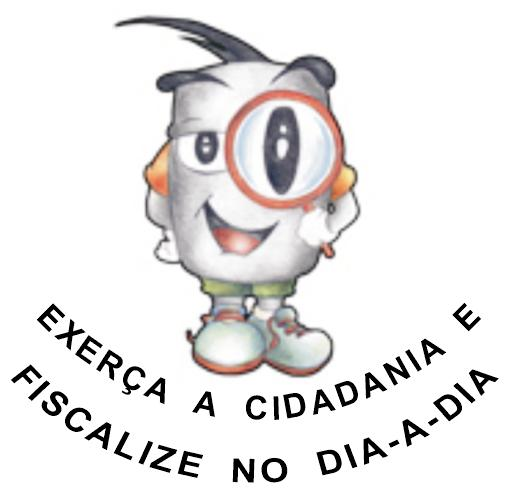 EXERÇA A CIDADANIA E
FISCALIZE NO DIA-A-DIA